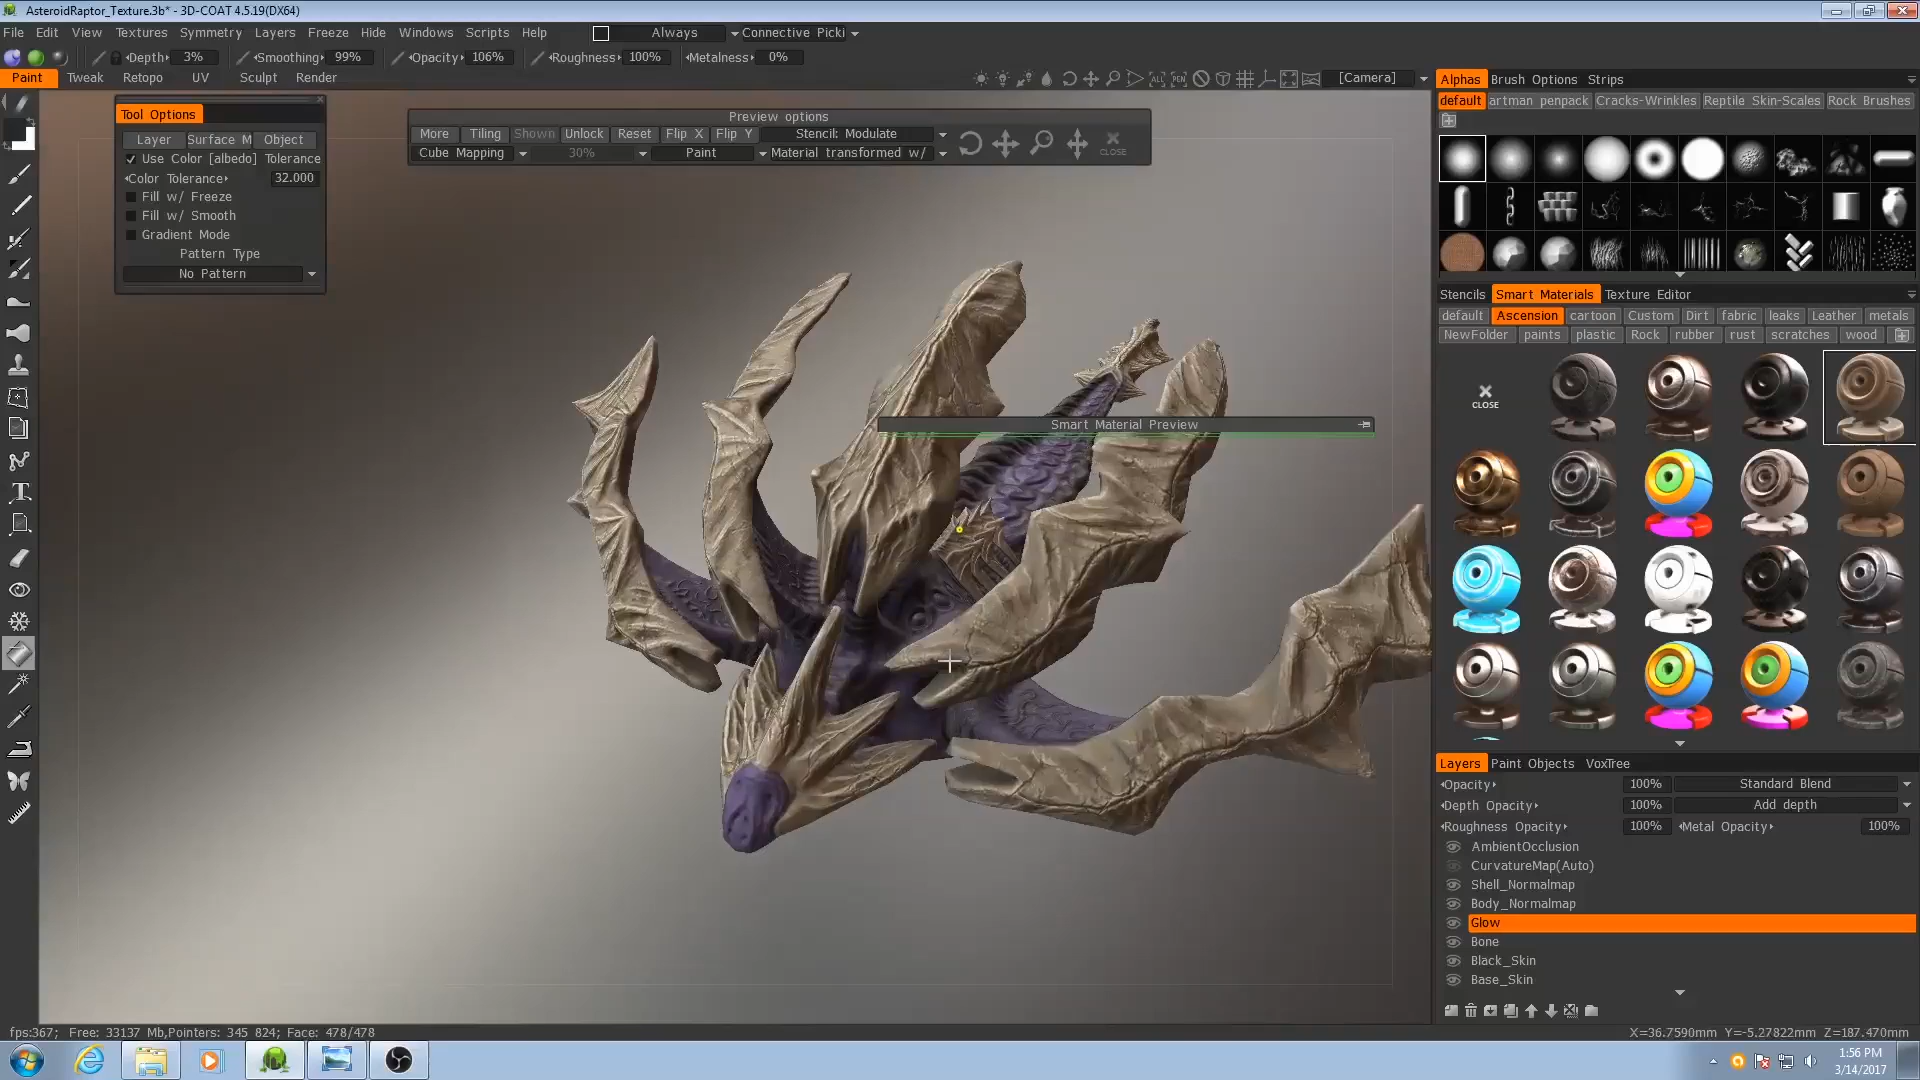 AsteroidRaptor_Texture.3b* - 3D-COAT 4.5.19(DX64)
File Edit View Textures Symmetry Layers Freeze Hide Windows Scripts Help Always Connective Picki
Depth: 3% Smoothing: 99% Opacity: 106% Roughness: 100% Metalness: 0%
Paint Tweak Retopo UV Sculpt Render [Camera]
Tool Options
Layer Surface M Object
Use Color [albedo] Tolerance
Color Tolerance 32.000
Fill w/ Freeze
Fill w/ Smooth
Gradient Mode
Pattern Type
No Pattern
Preview options
More Tiling Shown Unlock Reset Flip X Flip Y Stencil: Modulate
Cube Mapping 30% Paint Material transformed w/ CLOSE
Smart Material Preview
Alphas Brush Options Strips
default artman penpack Cracks-Wrinkles Reptile Skin-Scales Rock Brushes
Stencils Smart Materials Texture Editor
default Ascension cartoon Custom Dirt fabric leaks Leather metals
NewFolder paints plastic Rock rubber rust scratches wood
CLOSE
Layers Paint Objects VoxTree
Opacity 100% Standard Blend
Depth Opacity 100% Add depth
Roughness Opacity 100% Metal Opacity 100%
AmbientOcclusion
CurvatureMap(Auto)
Shell_Normalmap
Body_Normalmap
Glow
Bone
Black_Skin
Base_Skin
fps:367; Free: 33137 Mb,Pointers: 345 824; Face: 478/478 X=36.7590mm Y=-5.27822mm Z=187.470mm
1:56 PM
3/14/2017